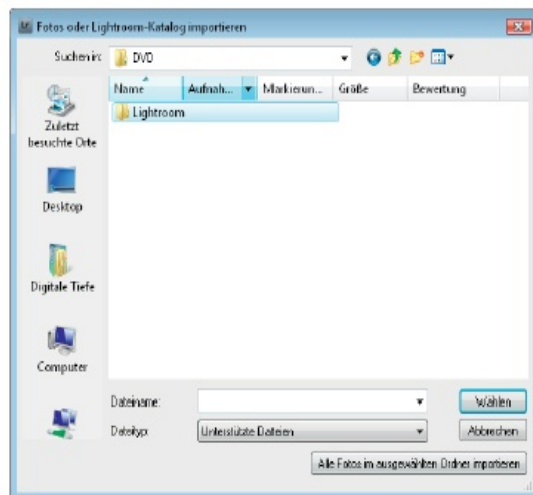 Fotos oder Lightroom-Katalog importieren
Suchen in: DVD
Name Aufnah... Markierun... Größe Bewertung
Lightroom
Zuletzt
besuchte Orte
Desktop
Digitale Tiefe
Computer
Dateiname: Wählen
Dateityp: Unterstützte Dateien Abbrechen
Alle Fotos im ausgewählten Ordner importieren